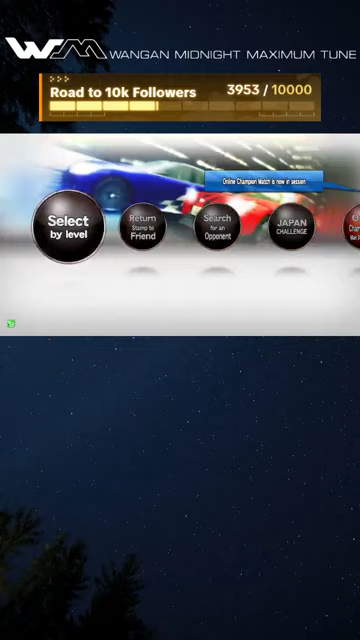 WM WANGAN MIDNIGHT MAXIMUM TUNE
Road to 10k Followers 3953 / 10000
Online Champion Match is now in session
Select
by level
Return
Stamp to
Friend
Search
for an
Opponent
JAPAN
CHALLENGE